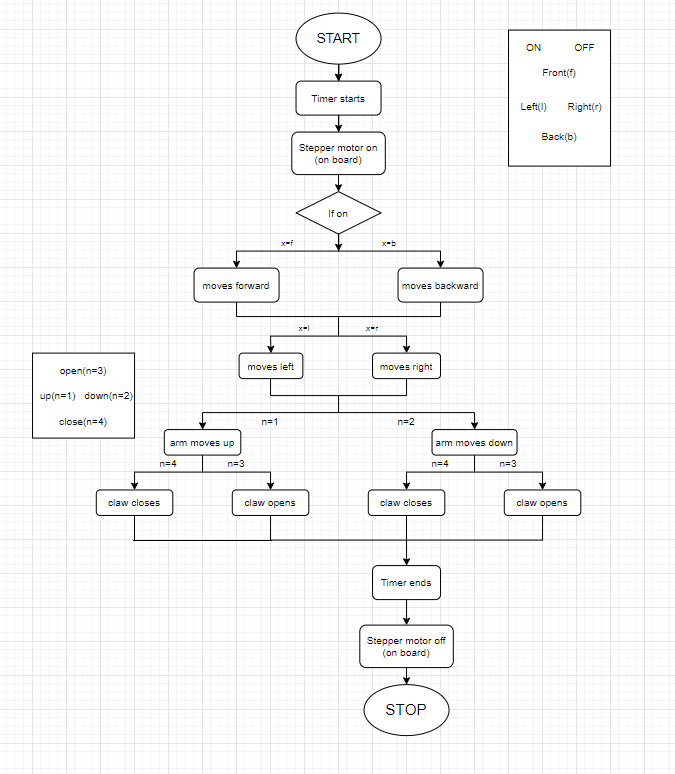 START
ON OFF
Front(f)
Left(l) Right(r)
Back(b)
Timer starts
Stepper motor on
(on board)
If on
x=f x=b
moves forward moves backward
x=l x=r
moves left moves right
open(n=3)
up(n=1) down(n=2)
close(n=4)
n=1 n=2
arm moves up arm moves down
n=4 n=3 n=4 n=3
claw closes claw opens claw closes claw opens
Timer ends
Stepper motor off
(on board)
STOP